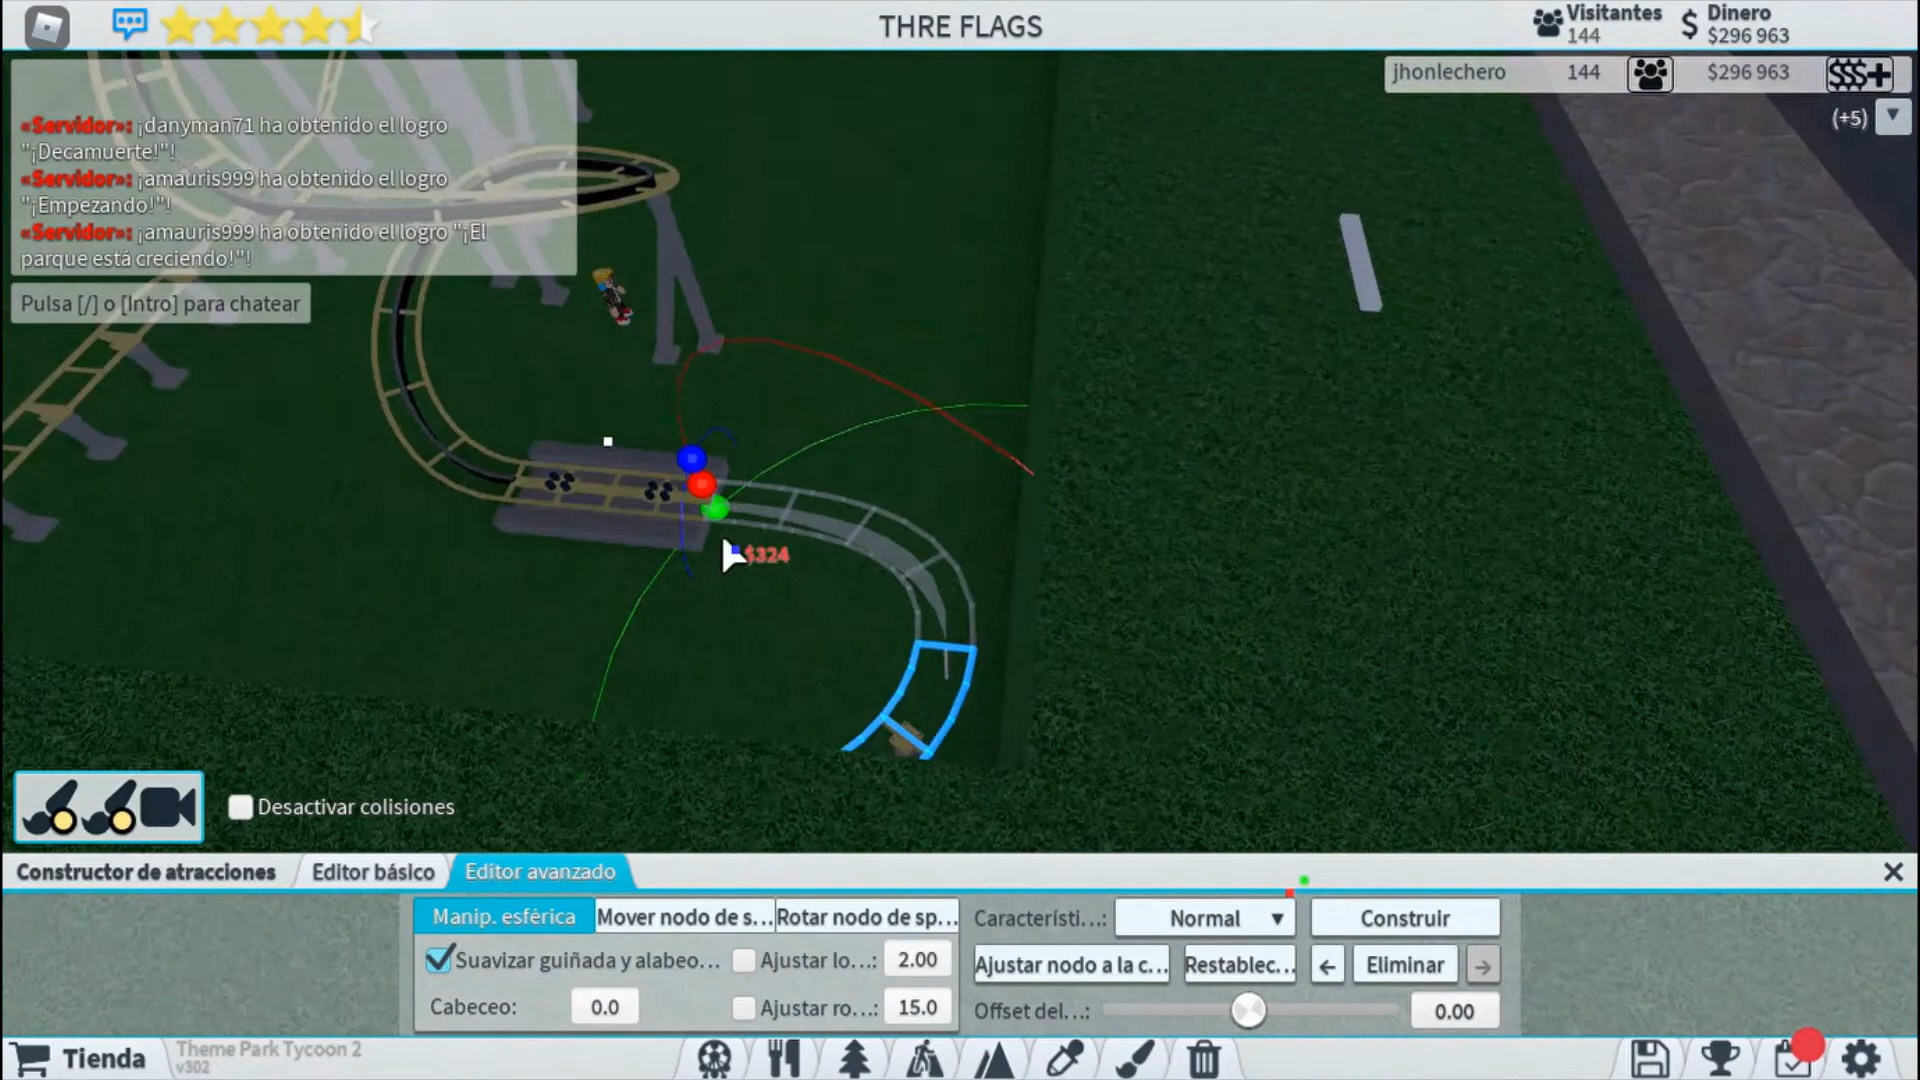 THRE FLAGS
Visitantes
144
Dinero
$296 963
jhonlechero 144 $296 963
$$$+
(+5)
«Servidor»: ¡danyman71 ha obtenido el logro
"¡Decamuerte!"!
«Servidor»: ¡amauris999 ha obtenido el logro
"¡Empezando!"!
«Servidor»: ¡amauris999 ha obtenido el logro "¡El
parque está creciendo!"!
Pulsa [/] o [Intro] para chatear
$324
Desactivar colisiones
Constructor de atracciones
Editor básico
Editor avanzado
Manip. esférica
Mover nodo de s...
Rotar nodo de sp...
Característi...:
Normal
Construir
Suavizar guiñada y alabeo...
Ajustar lo...:
2.00
Ajustar nodo a la c...
Restablec...
Eliminar
Cabeceo:
0.0
Ajustar ro...:
15.0
Offset del...:
0.00
Tienda
Theme Park Tycoon 2
v302